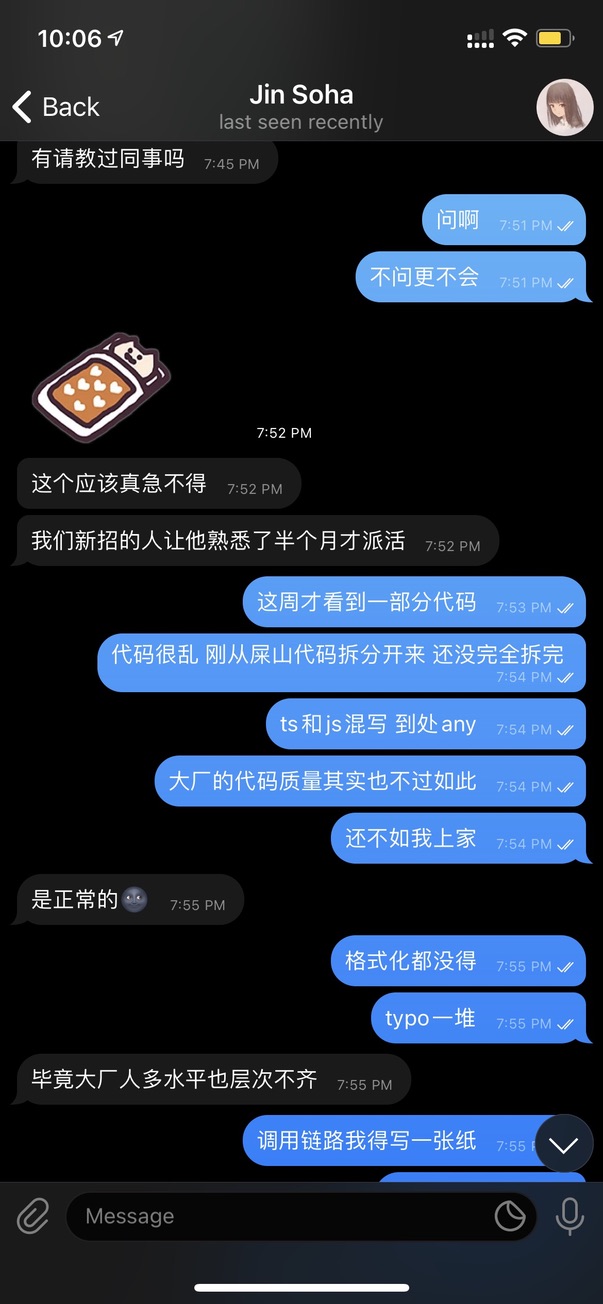 10:06
Back
Jin Soha
last seen recently
有请教过同事吗 7:45 PM
问啊 7:51 PM
不问更不会 7:51 PM
7:52 PM
这个应该真急不得 7:52 PM
我们新招的人让他熟悉了半个月才派活 7:52 PM
这周才看到一部分代码 7:53 PM
代码很乱 刚从屎山代码拆分开来 还没完全拆完
7:54 PM
ts和js混写 到处any 7:54 PM
大厂的代码质量其实也不过如此 7:54 PM
还不如我上家 7:54 PM
是正常的🌚 7:55 PM
格式化都没得 7:55 PM
typo一堆 7:55 PM
毕竟大厂人多水平也层次不齐 7:55 PM
调用链路我得写一张纸 7:55
Message